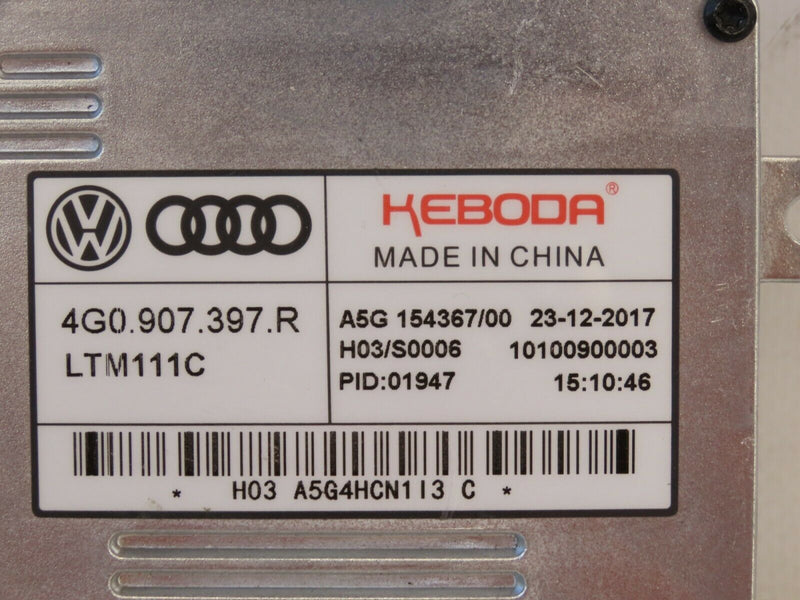 KEBODA®
MADE IN CHINA
4G0.907.397.R
LTM111C
A5G 154367/00 23-12-2017
H03/S0006 10100900003
PID:01947 15:10:46
* H03 A5G4HCN1I3 C *